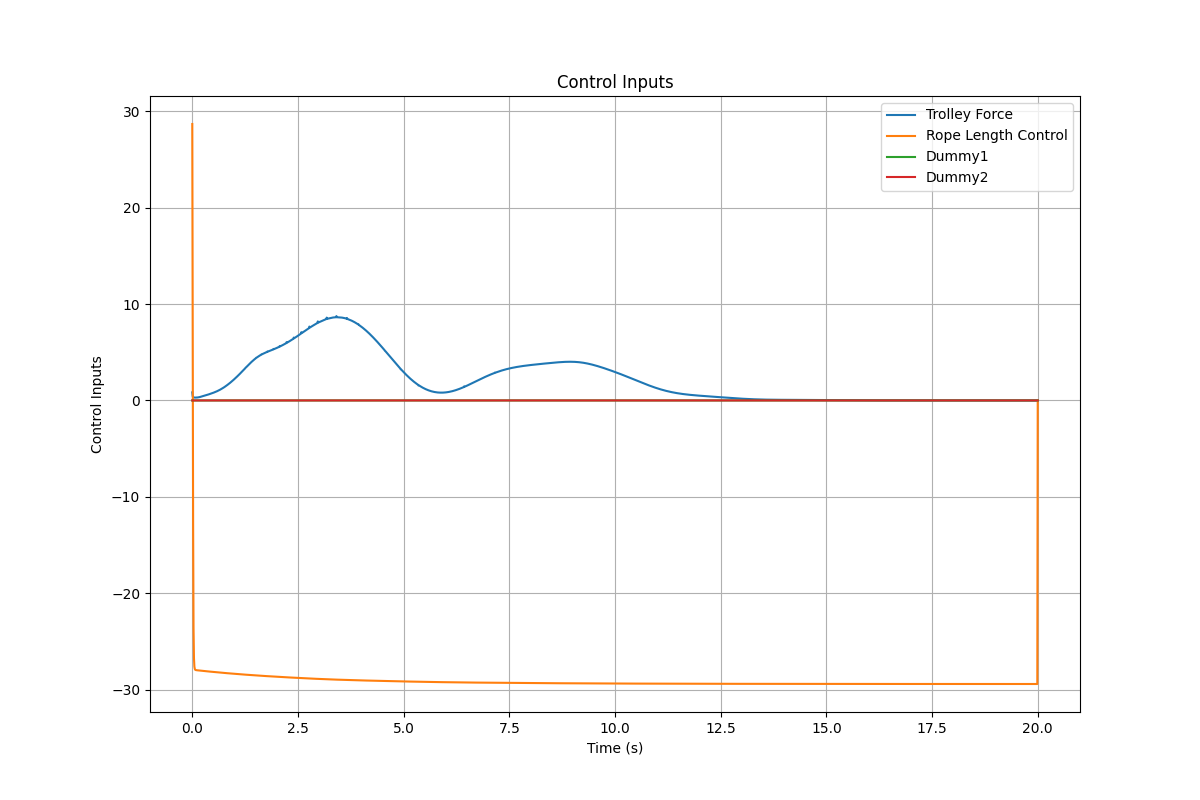 Control Inputs
Trolley Force
Rope Length Control
Dummy1
Dummy2
30
20
10
0
−10
−20
−30
Control Inputs
0.0 2.5 5.0 7.5 10.0 12.5 15.0 17.5 20.0
Time (s)